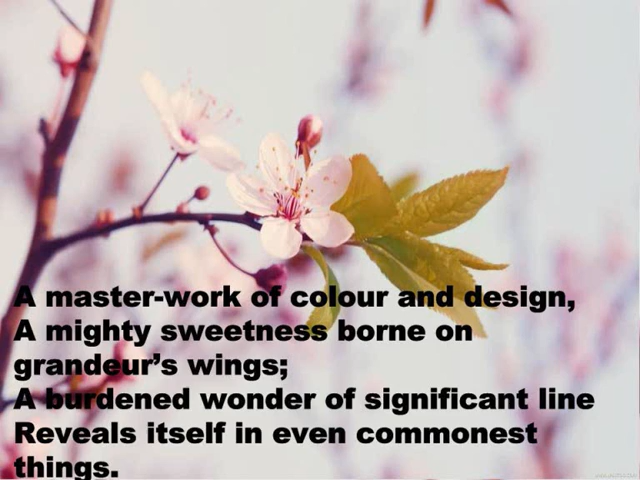 A master-work of colour and design,
A mighty sweetness borne on
grandeur’s wings;
A burdened wonder of significant line
Reveals itself in even commonest
things.